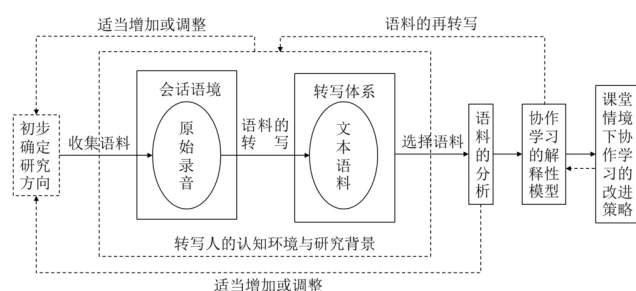 适当增加或调整
语料的再转写
会话语境
转写体系
初步
确定
研究
方向
收集语料
原
始
录
音
语料的
转写
文
本
语
料
选择语料
语
料
的
分
析
协作
学习
的解
释性
模型
课堂
情境
下协
作学
习的
改进
策略
转写人的认知环境与研究背景
适当增加或调整